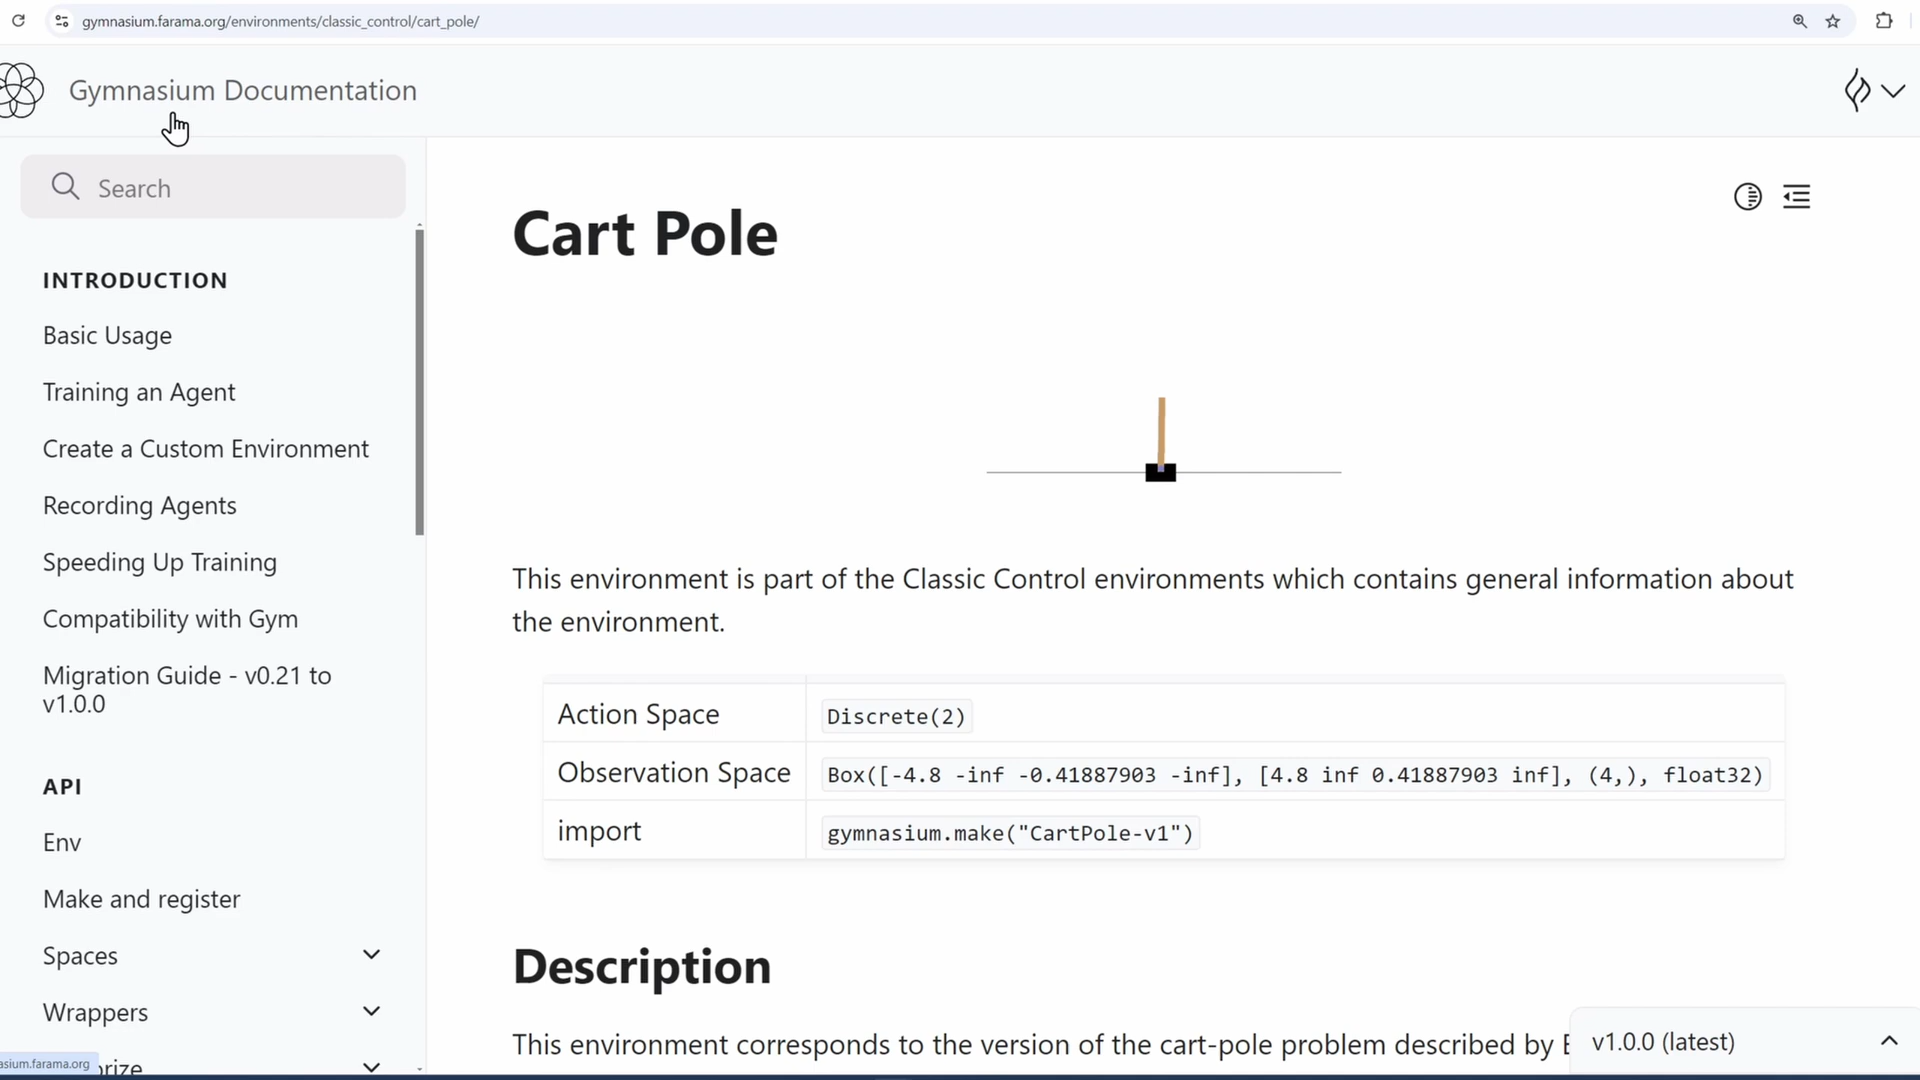 gymnasium.farama.org/environments/classic_control/cart_pole/
Gymnasium Documentation
Search
INTRODUCTION
Basic Usage
Training an Agent
Create a Custom Environment
Recording Agents
Speeding Up Training
Compatibility with Gym
Migration Guide - v0.21 to
v1.0.0
API
Env
Make and register
Spaces
Wrappers
orize
asium.farama.org
Cart Pole
This environment is part of the Classic Control environments which contains general information about
the environment.
Action Space Discrete(2)
Observation Space Box([-4.8 -inf -0.41887903 -inf], [4.8 inf 0.41887903 inf], (4,), float32)
import gymnasium.make("CartPole-v1")
Description
This environment corresponds to the version of the cart-pole problem described by
v1.0.0 (latest)